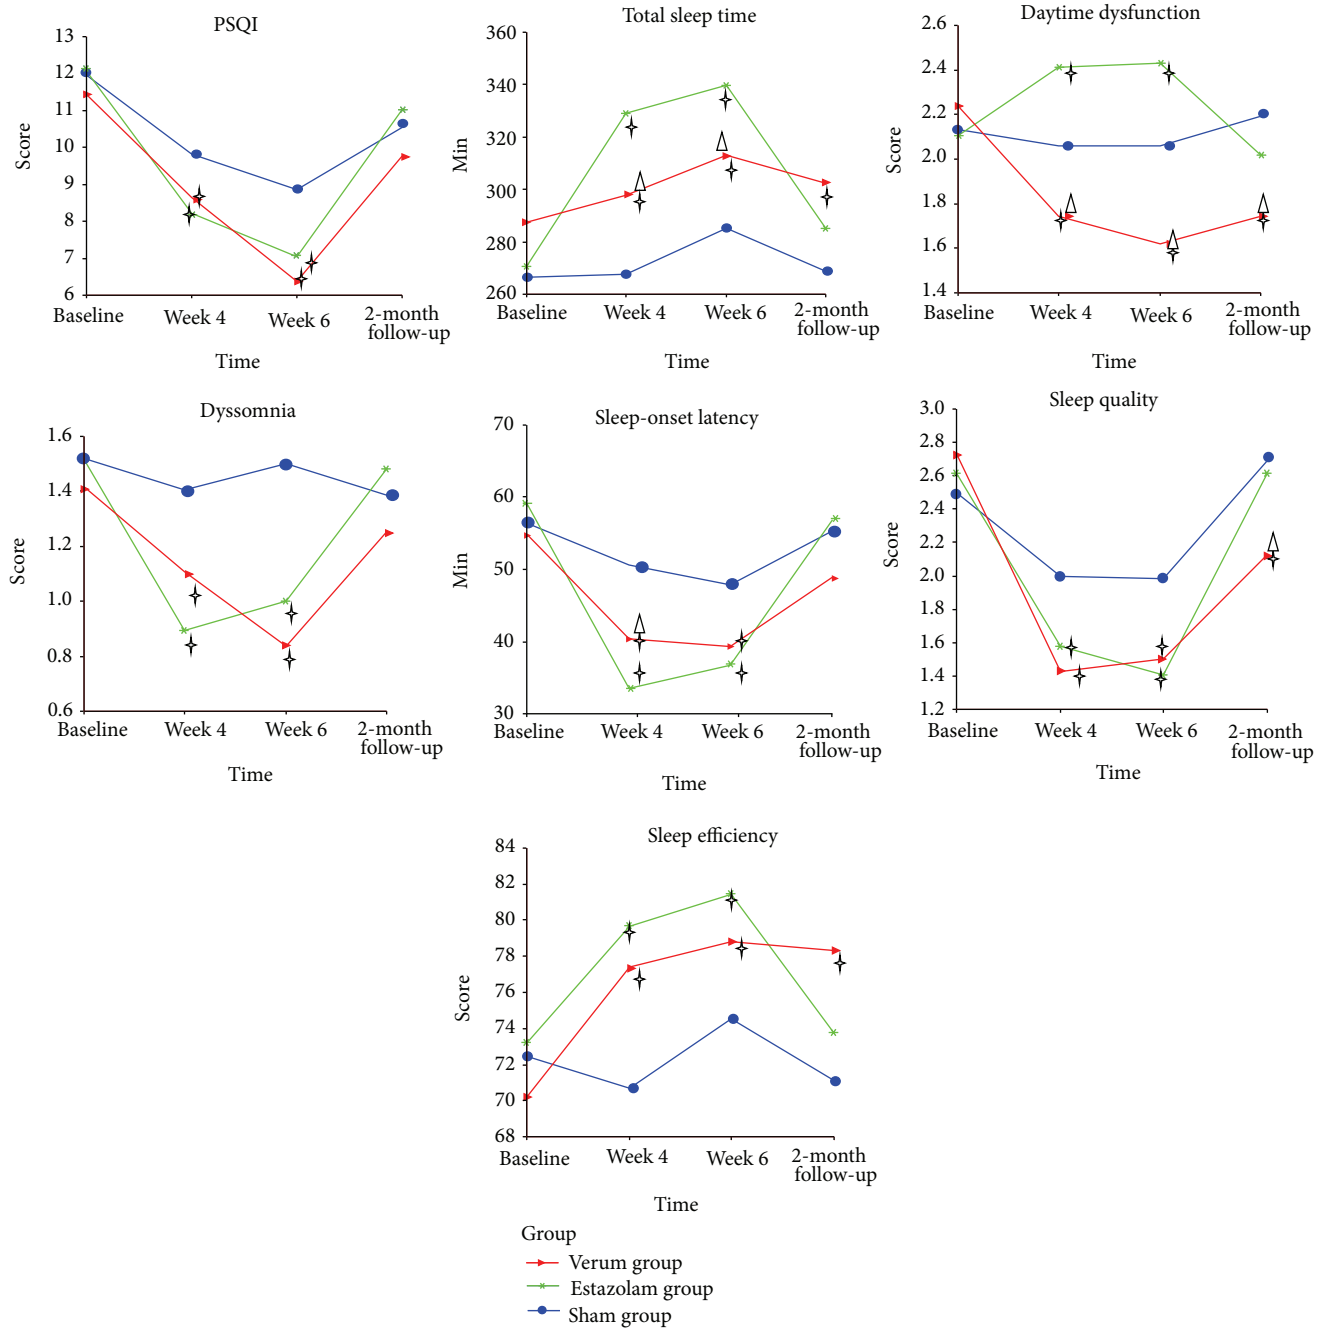 PSQI
13
12
11
10
9
8
7
6
Score
Baseline
Week 4
Week 6
2-month
follow-up
Time
Total sleep time
360
340
320
300
280
260
Min
Baseline
Week 4
Week 6
2-month
follow-up
Time
Daytime dysfunction
2.6
2.4
2.2
2.0
1.8
1.6
1.4
Score
Baseline
Week 4
Week 6
2-month
follow-up
Time
Dyssomnia
1.6
1.4
1.2
1.0
0.8
0.6
Score
Baseline
Week 4
Week 6
2-month
follow-up
Time
Sleep-onset latency
70
60
50
40
30
Min
Baseline
Week 4
Week 6
2-month
follow-up
Time
Sleep quality
3.0
2.8
2.6
2.4
2.2
2.0
1.8
1.6
1.4
1.2
Score
Baseline
Week 4
Week 6
2-month
follow-up
Time
Sleep efficiency
84
82
80
78
76
74
72
70
68
Score
Baseline
Week 4
Week 6
2-month
follow-up
Time
Group
Verum group
Estazolam group
Sham group